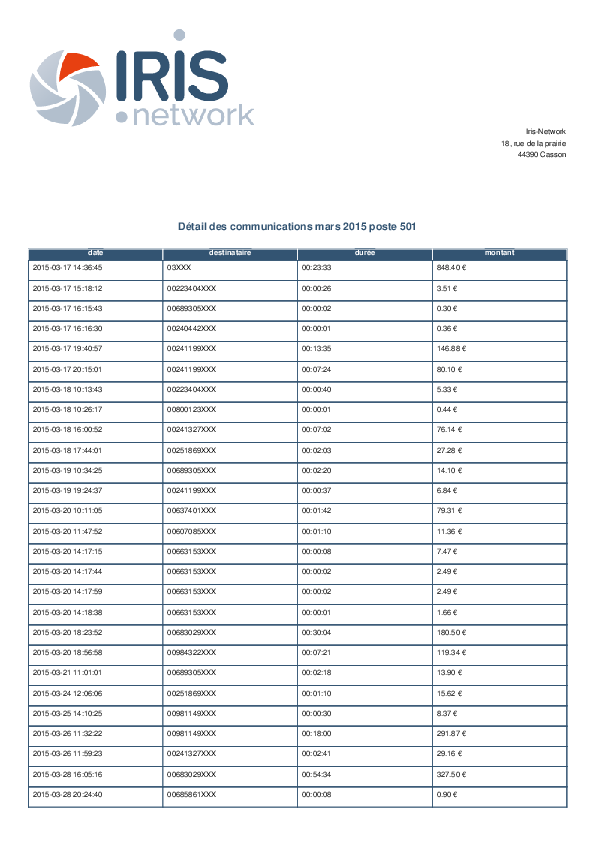 IRIS
network
Iris-Network
18, rue de la prairie
44390 Casson
Détail des communications mars 2015 poste 501
date destinataire durée montant
2015-03-17 14:36:45 03XXX 00:23:33 848.40 €
2015-03-17 15:18:12 00223404XXX 00:00:26 3.51 €
2015-03-17 16:15:43 00689305XXX 00:00:02 0.30 €
2015-03-17 16:16:30 00240442XXX 00:00:01 0.36 €
2015-03-17 19:40:57 00241199XXX 00:13:35 146.88 €
2015-03-17 20:15:01 00241199XXX 00:07:24 80.10 €
2015-03-18 10:13:43 00223404XXX 00:00:40 5.33 €
2015-03-18 10:26:17 00800123XXX 00:00:01 0.44 €
2015-03-18 16:00:52 00241327XXX 00:07:02 76.14 €
2015-03-18 17:44:01 00251869XXX 00:02:03 27.28 €
2015-03-19 10:34:25 00689305XXX 00:02:20 14.10 €
2015-03-19 19:24:37 00241199XXX 00:00:37 6.84 €
2015-03-20 10:11:05 00637401XXX 00:01:42 79.31 €
2015-03-20 11:47:52 00607085XXX 00:01:10 11.36 €
2015-03-20 14:17:15 00663153XXX 00:00:08 7.47 €
2015-03-20 14:17:44 00663153XXX 00:00:02 2.49 €
2015-03-20 14:17:59 00663153XXX 00:00:02 2.49 €
2015-03-20 14:18:38 00663153XXX 00:00:01 1.66 €
2015-03-20 18:23:52 00683029XXX 00:30:04 180.50 €
2015-03-20 18:56:58 00984322XXX 00:07:21 119.34 €
2015-03-21 11:01:01 00689305XXX 00:02:18 13.90 €
2015-03-24 12:06:06 00251869XXX 00:01:10 15.62 €
2015-03-25 14:10:25 00981149XXX 00:00:30 8.37 €
2015-03-26 11:32:22 00981149XXX 00:18:00 291.87 €
2015-03-26 11:59:23 00241327XXX 00:02:41 29.16 €
2015-03-28 16:05:16 00683029XXX 00:54:34 327.50 €
2015-03-28 20:24:40 00685861XXX 00:00:08 0.90 €